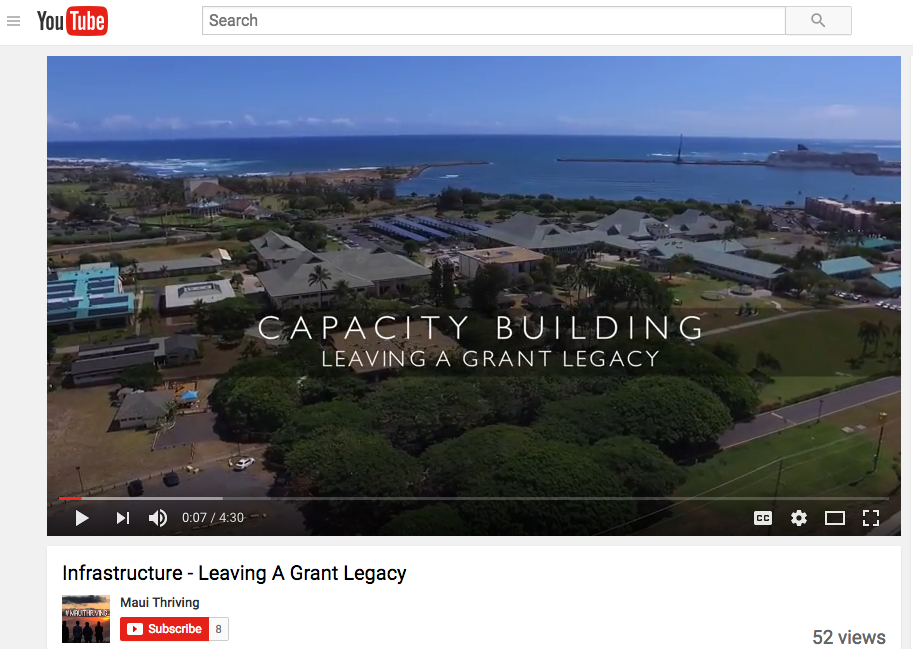 YouTube
Search
CAPACITY BUILDING
LEAVING A GRANT LEGACY
0:07 / 4:30
CC
Infrastructure - Leaving A Grant Legacy
#MAUITHRIVING
Maui Thriving
Subscribe 8
52 views